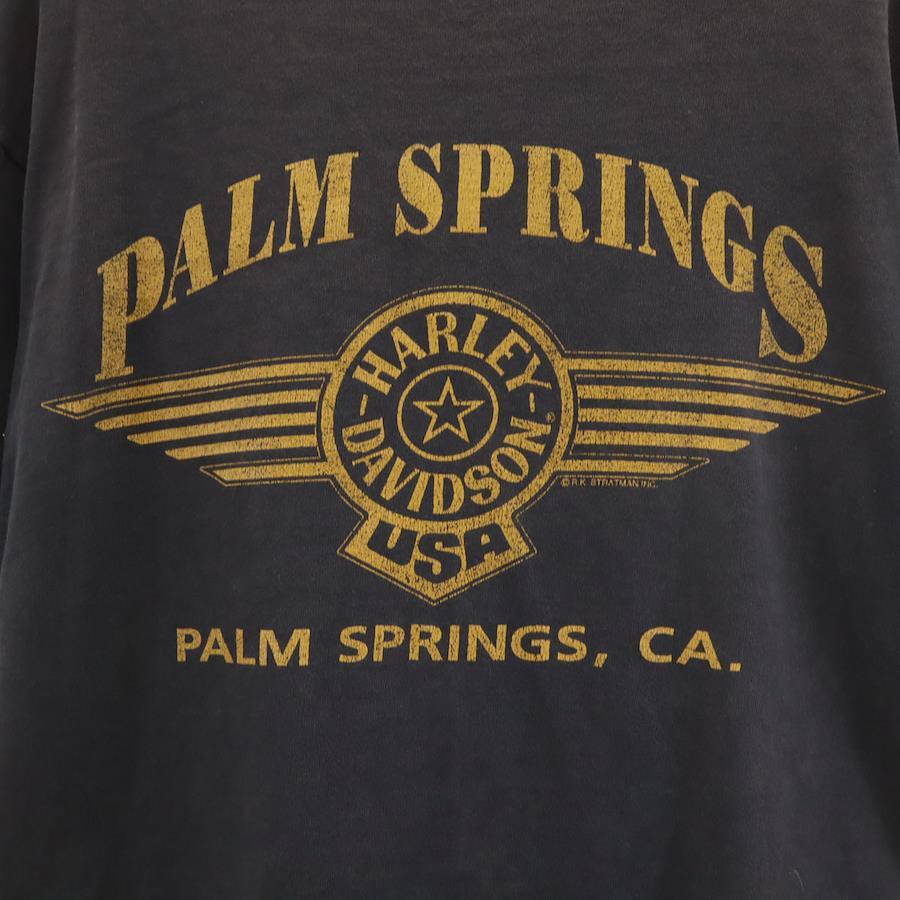 PALM SPRINGS
-HARLEY-
DAVIDSON®
©R.K. STRATMAN INC.
USA
PALM SPRINGS, CA.